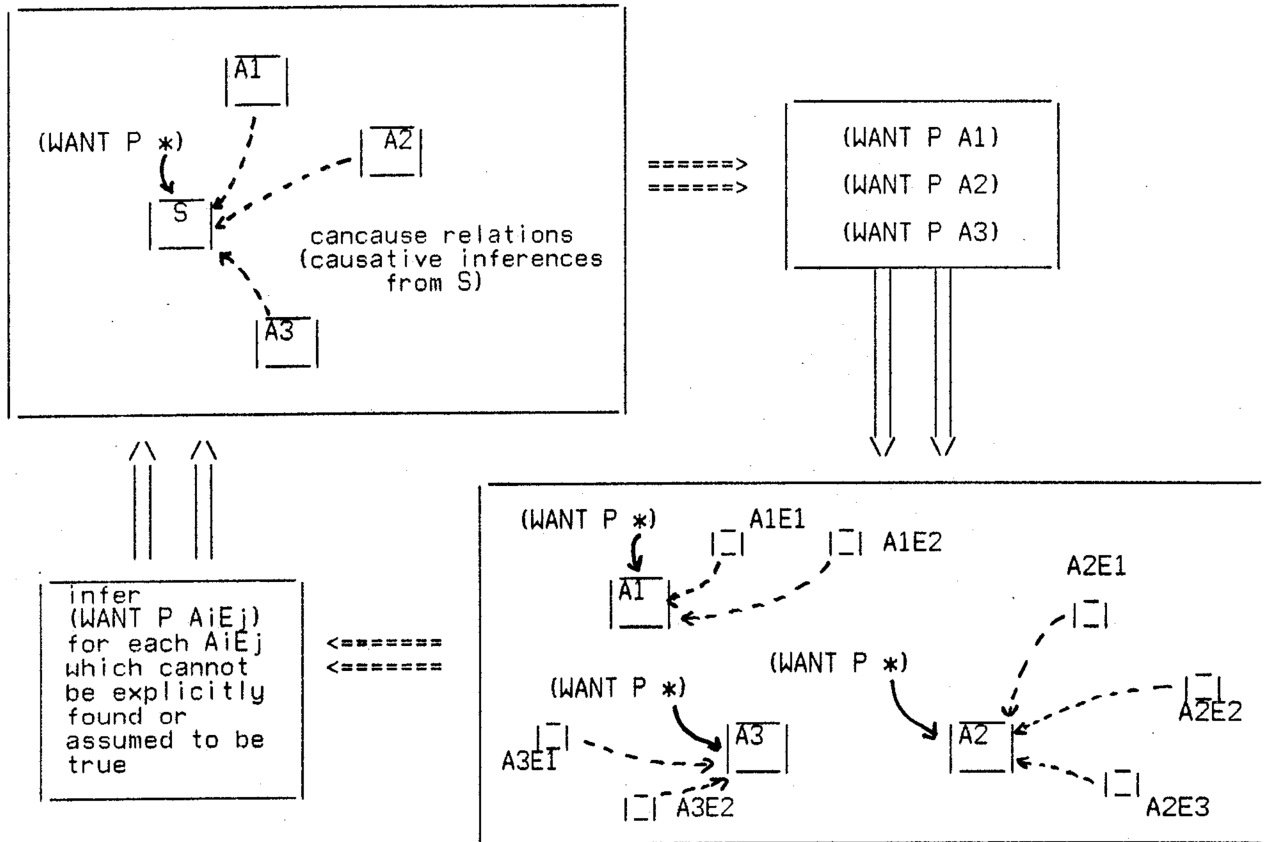 A1
(WANT P *)
A2
S
cancause relations
(causative inferences
from S)
A3
======>
======>
(WANT P A1)
(WANT P A2)
(WANT P A3)
(WANT P *)
A1E1
A1E2
A1
A2E1
(WANT P *)
(WANT P *)
A2E2
A3
A2
A3E1
A3E2
A2E3
<=======
<=======
infer
(WANT P AiEj)
for each AiEj
which cannot
be explicitly
found or
assumed to be
true